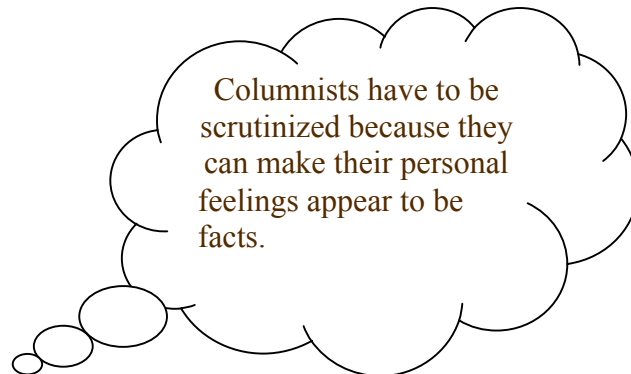 Columnists have to be
scrutinized because they
can make their personal
feelings appear to be
facts.